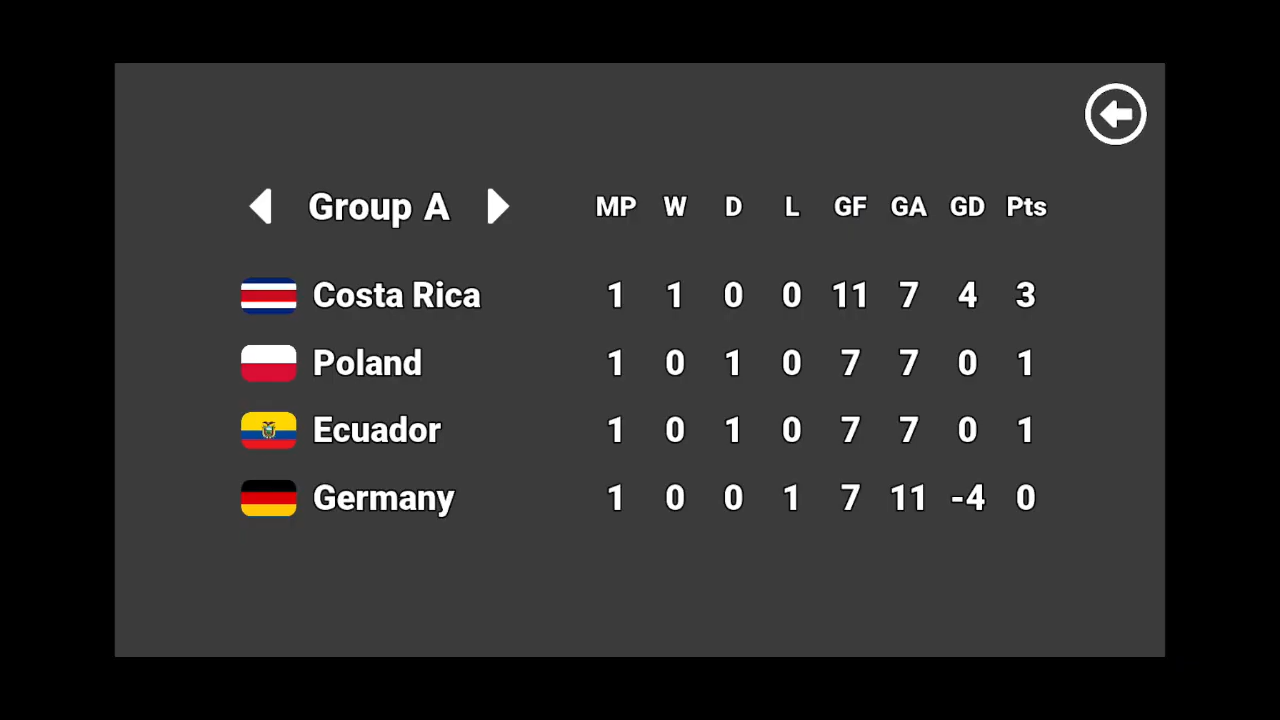 Group A MP W D L GF GA GD Pts
Costa Rica 1 1 0 0 11 7 4 3
Poland 1 0 1 0 7 7 0 1
Ecuador 1 0 1 0 7 7 0 1
Germany 1 0 0 1 7 11 -4 0